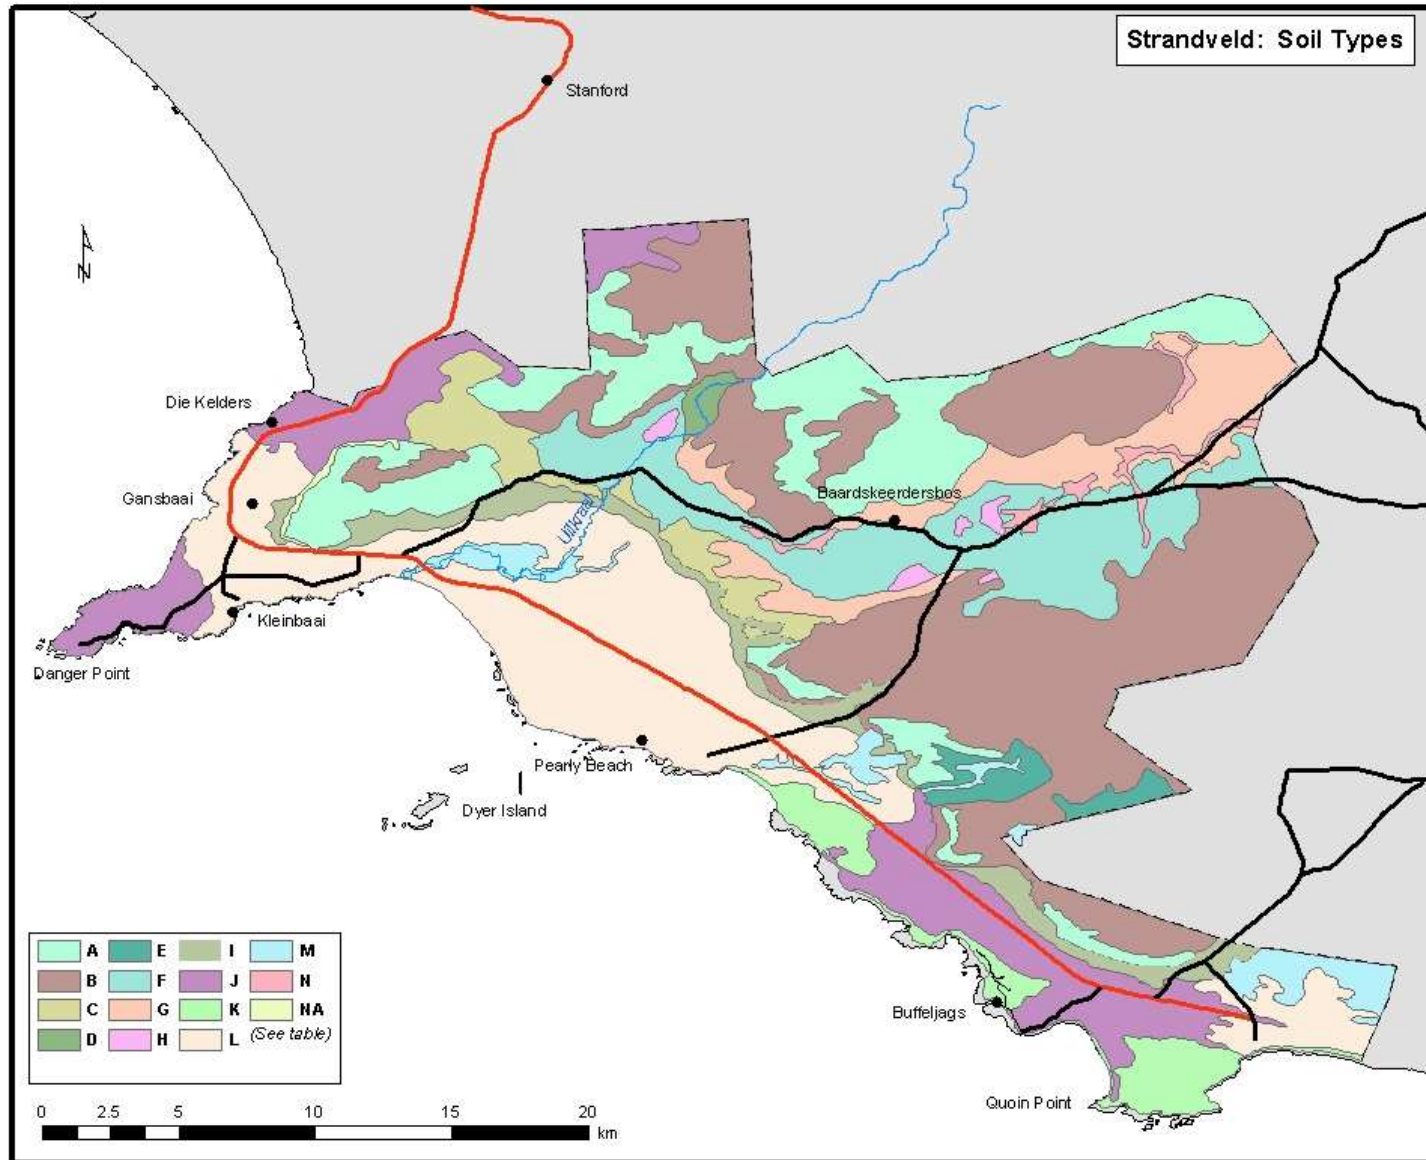 Strandveld: Soil Types
Stanford
N
Die Kelders
Gansbaai
Baardskeerdersbos
Uilkraal
Kleinbaai
Danger Point
Pearly Beach
Dyer Island
Buffeljags
Quoin Point
A E I M
B F J N
C G K NA
D H L (See table)
0 2.5 5 10 15 20
km